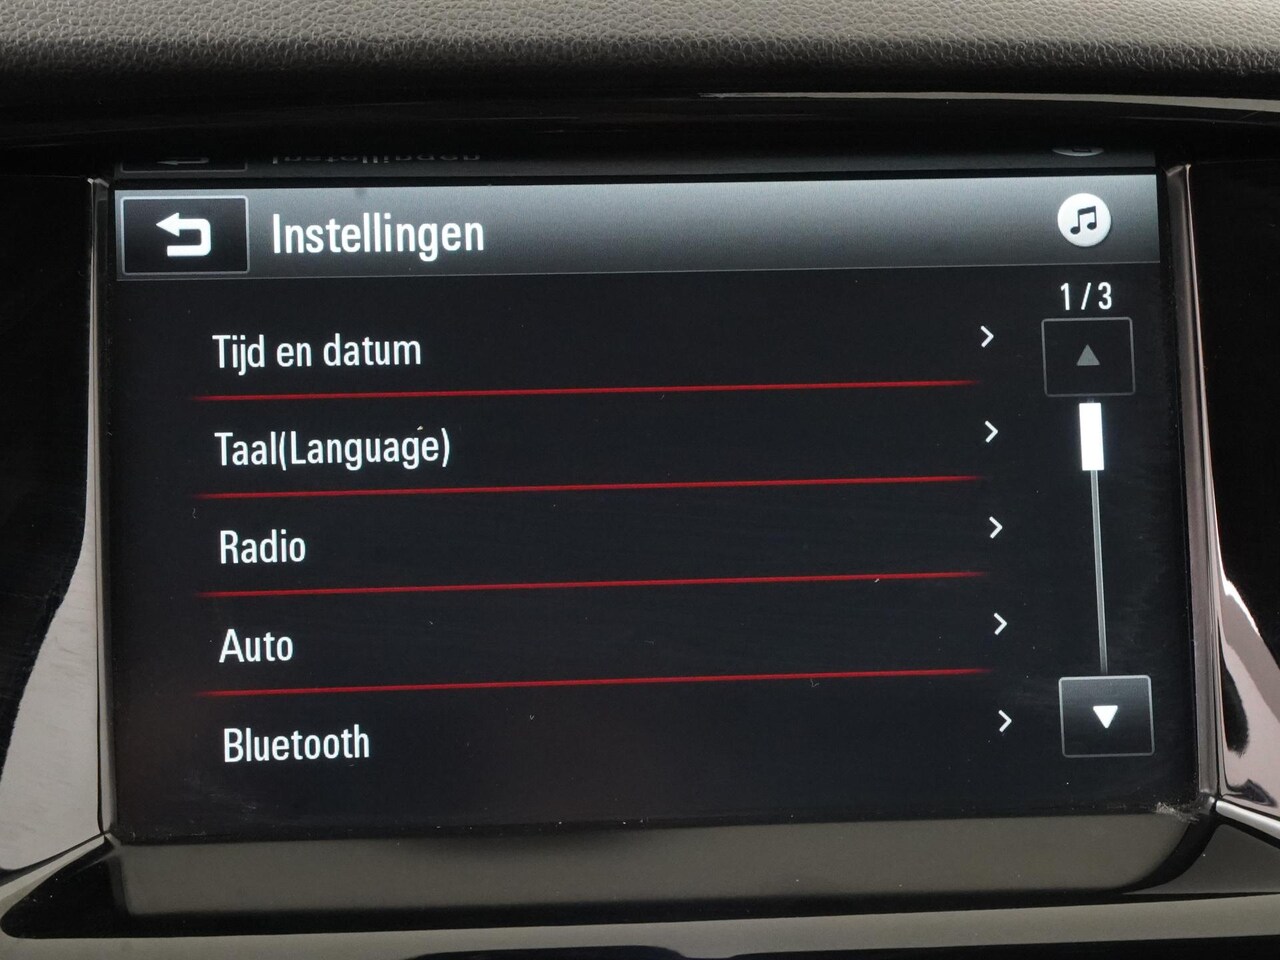 Instellingen
1/3
Tijd en datum
Taal(Language)
Radio
Auto
Bluetooth